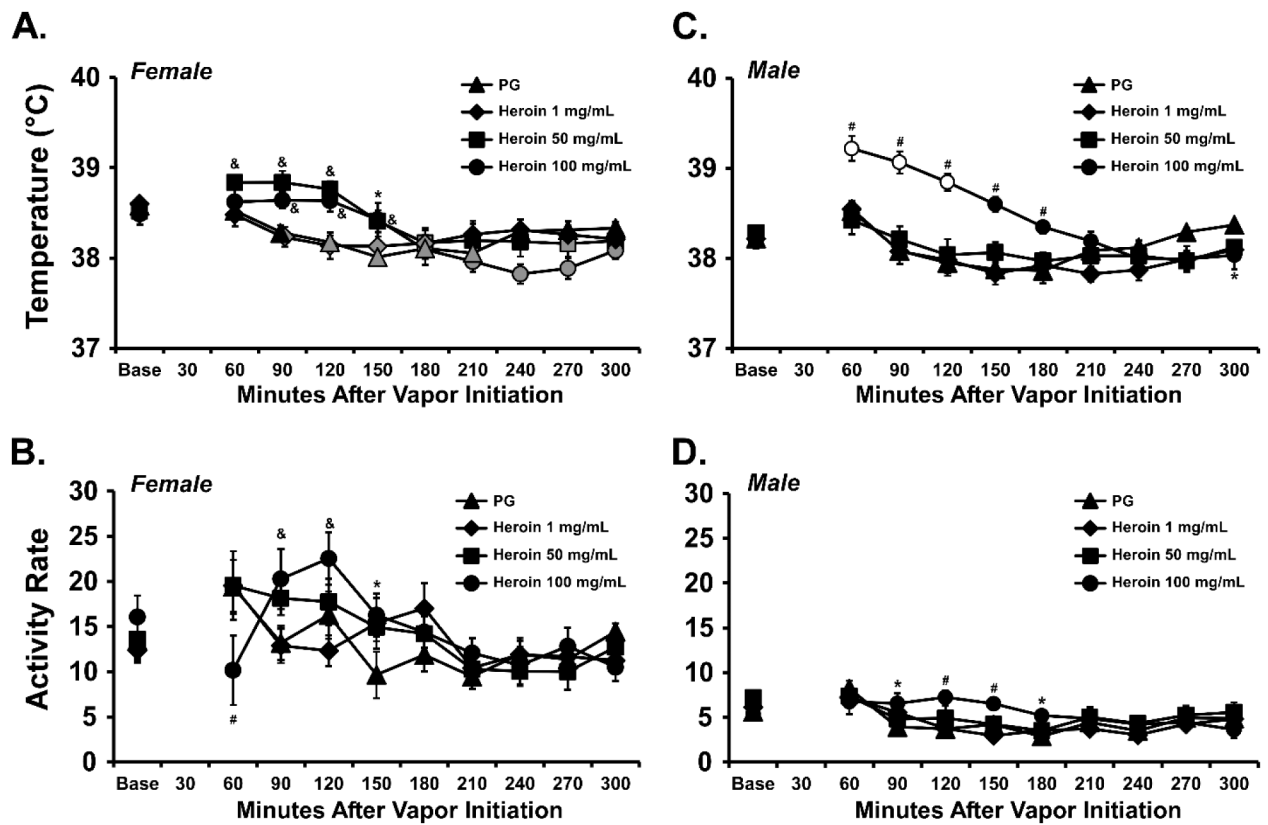 A.
Female
Temperature (°C)
40
39
38
37
& & & * & & &
PG
Heroin 1 mg/mL
Heroin 50 mg/mL
Heroin 100 mg/mL
Base 30 60 90 120 150 180 210 240 270 300
Minutes After Vapor Initiation
C.
Male
40
39
38
37
# # # # # *
PG
Heroin 1 mg/mL
Heroin 50 mg/mL
Heroin 100 mg/mL
Base 30 60 90 120 150 180 210 240 270 300
Minutes After Vapor Initiation
B.
Female
Activity Rate
30
25
20
15
10
5
0
# & & *
PG
Heroin 1 mg/mL
Heroin 50 mg/mL
Heroin 100 mg/mL
Base 30 60 90 120 150 180 210 240 270 300
Minutes After Vapor Initiation
D.
Male
30
25
20
15
10
5
0
* # # *
PG
Heroin 1 mg/mL
Heroin 50 mg/mL
Heroin 100 mg/mL
Base 30 60 90 120 150 180 210 240 270 300
Minutes After Vapor Initiation